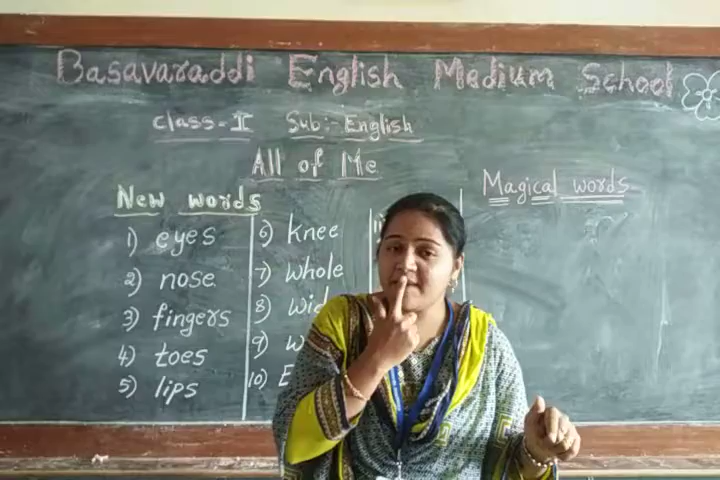 Basavaraddi English Medium School
class-I Sub:- English
All of Me
New words
1) eyes
2) nose
3) fingers
4) toes
5) lips
6) knee
7) whole
8)
9)
10)
Magical words